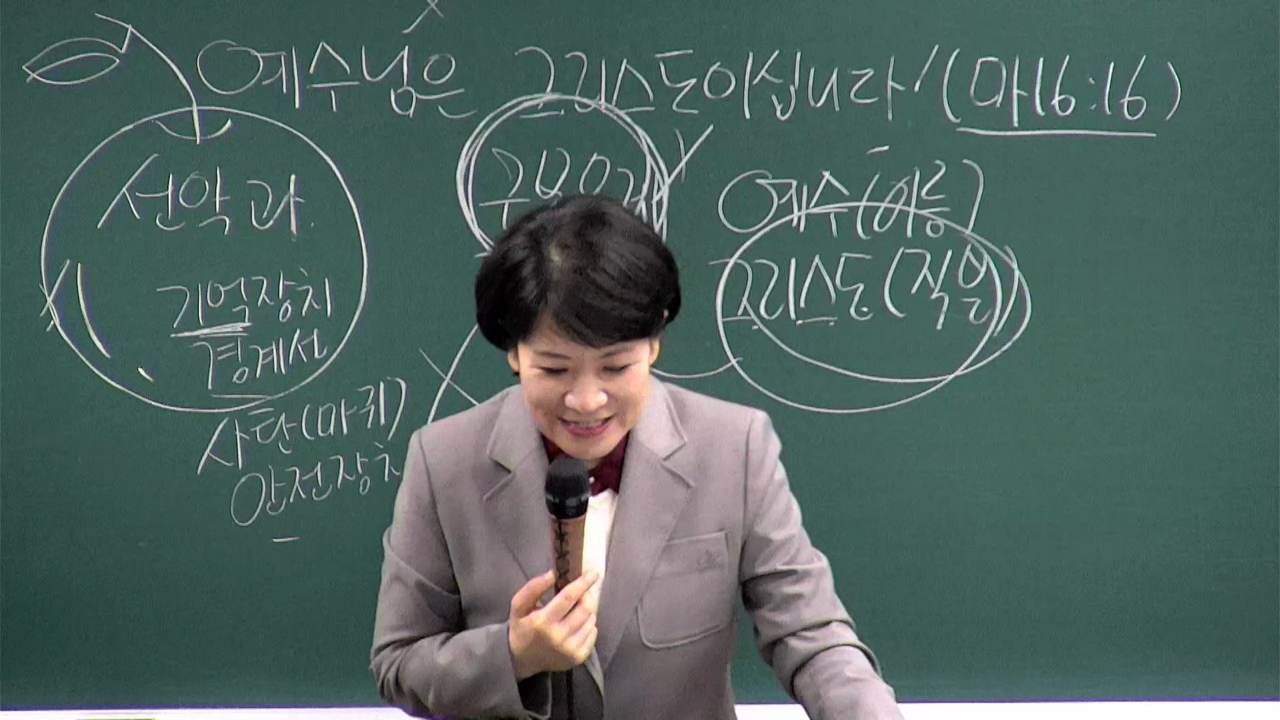 예수님은 그리스도이십니다! (마16:16)
선악과
기억장치
경계선
사탄(마귀)
안전장치
예수(이름)
그리스도(직분)